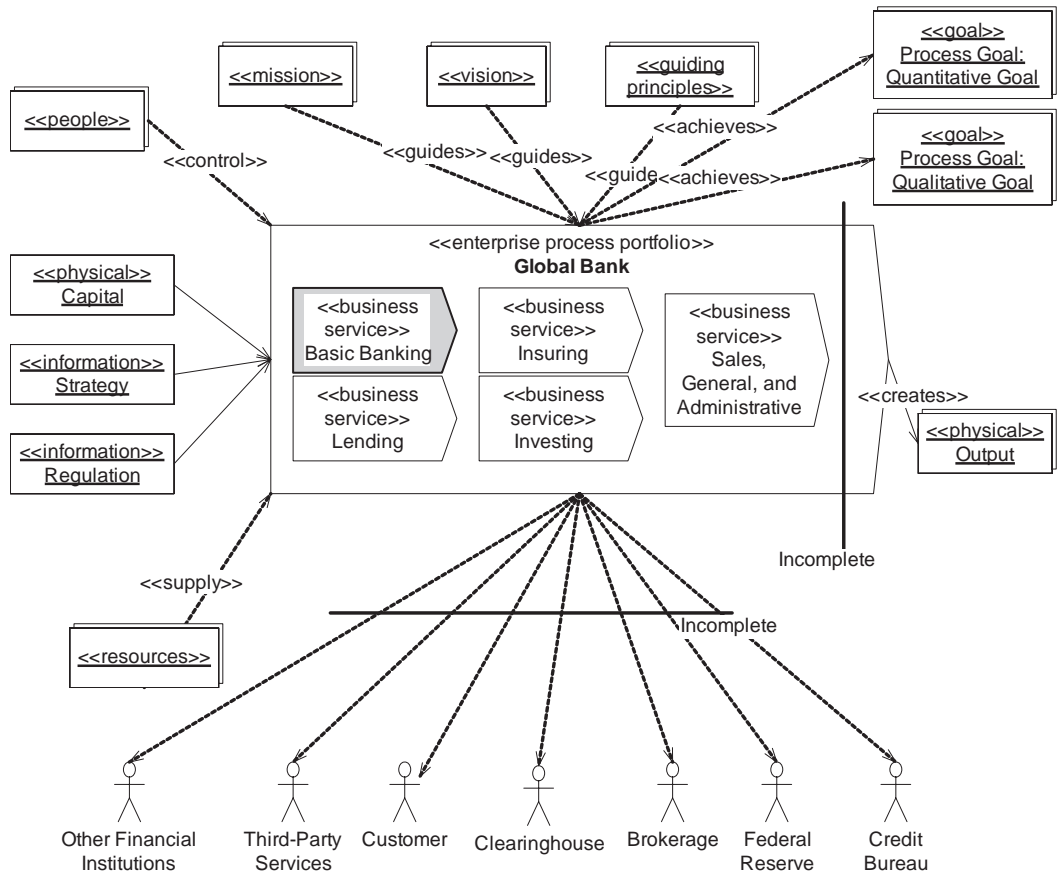 <<goal>>
Process Goal:
Quantitative Goal
<<mission>>
<<vision>>
<<guiding
principles>>
<<people>>
<<achieves>>
<<goal>>
Process Goal:
Qualitative Goal
<<control>>
<<guides>>
<<guides>>
<<guide
<<achieves>>
<<enterprise process portfolio>>
Global Bank
<<physical>>
Capital
<<information>>
Strategy
<<information>>
Regulation
<<business
service>>
Basic Banking
<<business
service>>
Insuring
<<business
service>>
Sales,
General, and
Administrative
<<business
service>>
Lending
<<business
service>>
Investing
<<creates>>
<<physical>>
Output
Incomplete
<<supply>>
Incomplete
<<resources>>
Other Financial
Institutions
Third-Party
Services
Customer
Clearinghouse
Brokerage
Federal
Reserve
Credit
Bureau